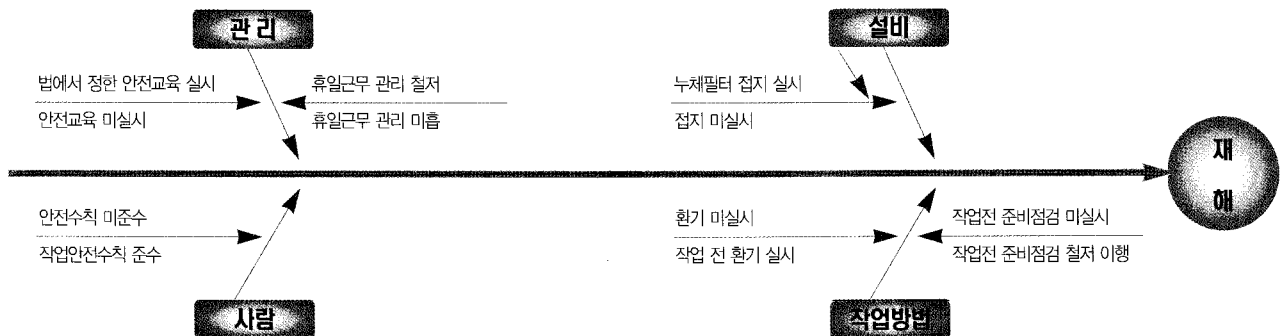 관리
설비
법에서 정한 안전교육 실시
안전교육 미실시
휴일근무 관리 철저
휴일근무 관리 미흡
누체필터 접지 실시
접지 미실시
재
해
안전수칙 미준수
작업안전수칙 준수
환기 미실시
작업 전 환기 실시
작업전 준비점검 미실시
작업전 준비점검 철저 이행
사람
작업방법